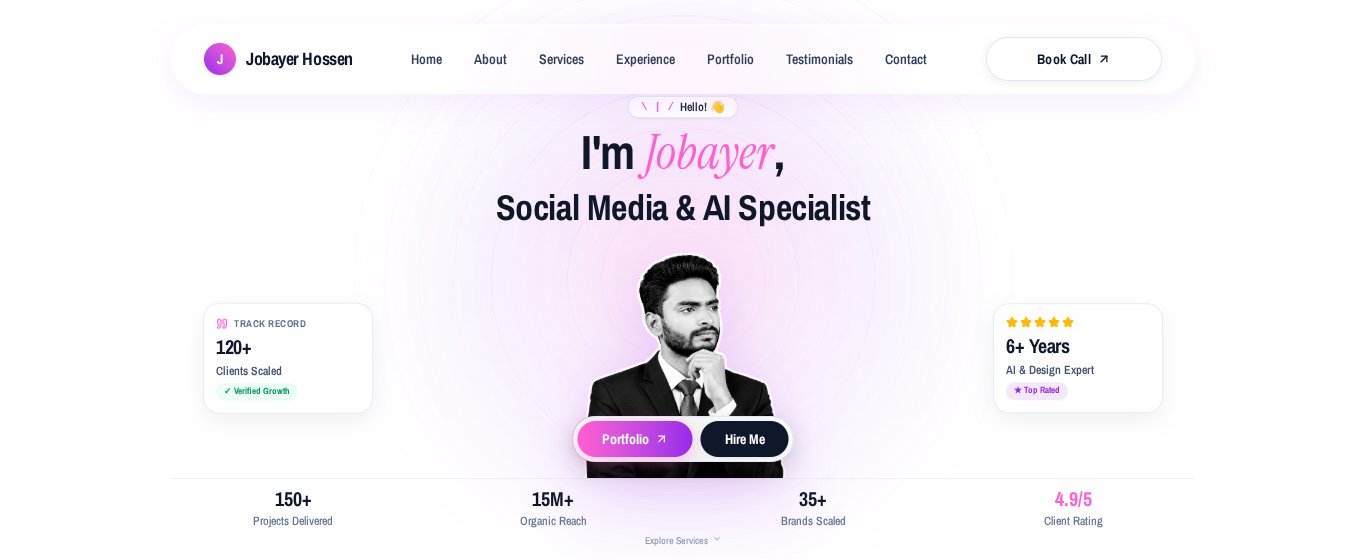 J Jobayer Hossen Home About Services Experience Portfolio Testimonials Contact Book Call
\ | / Hello! 👋
I'm Jobayer,
Social Media & AI Specialist
TRACK RECORD
120+
Clients Scaled
✓ Verified Growth
6+ Years
AI & Design Expert
★ Top Rated
Portfolio
Hire Me
150+
Projects Delivered
15M+
Organic Reach
35+
Brands Scaled
4.9/5
Client Rating
Explore Services